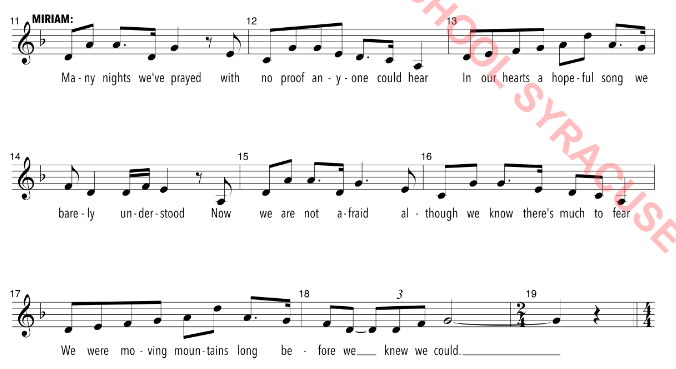 MIRIAM:
11 12 13
Ma - ny nights we've prayed with no proof an - y - one could hear In our hearts a hope - ful song we
14 15 16
bare - ly un - der - stood Now we are not a - fraid al - though we know there's much to fear
17 18 3 2/4 19 4/4
We were mo - ving moun - tains long be - fore we___ knew we could.___
HOOL SYRACUSE